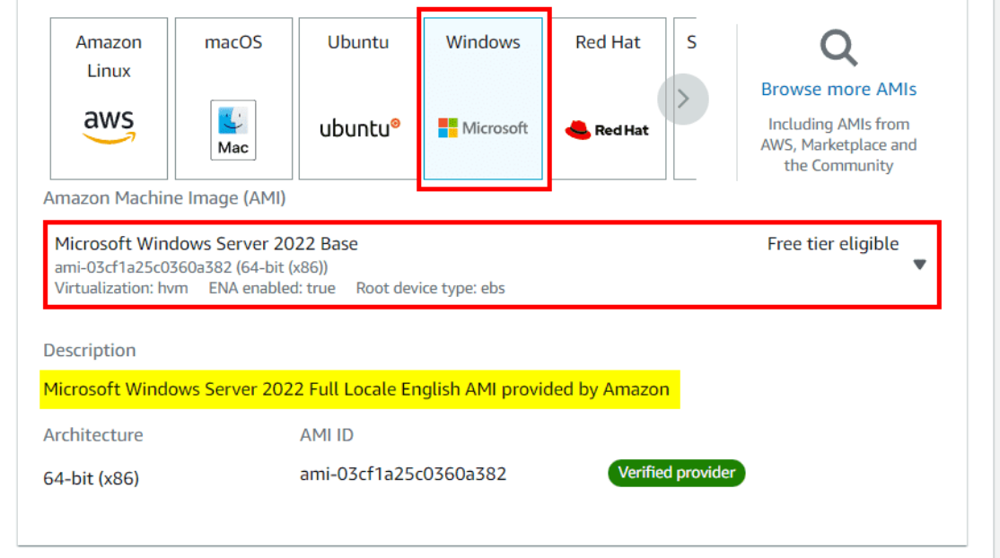 Amazon
Linux
macOS
Ubuntu
Windows
Red Hat
S
aws
Mac
ubuntu
Microsoft
Red Hat
Browse more AMIs
Including AMIs from
AWS, Marketplace and
the Community
Amazon Machine Image (AMI)
Microsoft Windows Server 2022 Base
Free tier eligible
ami-03cf1a25c0360a382 (64-bit (x86))
Virtualization: hvm ENA enabled: true Root device type: ebs
Description
Microsoft Windows Server 2022 Full Locale English AMI provided by Amazon
Architecture
AMI ID
64-bit (x86)
ami-03cf1a25c0360a382
Verified provider